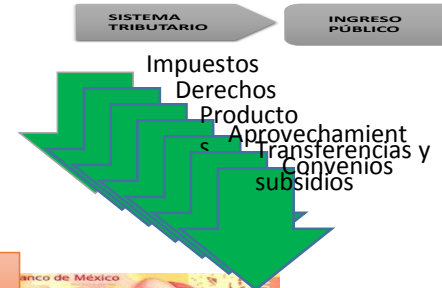 SISTEMA
TRIBUTARIO
INGRESO
PÚBLICO
Impuestos
Derechos
Producto
s
Aprovechamient
Transferencias y
subsidios
Convenios
anco de México